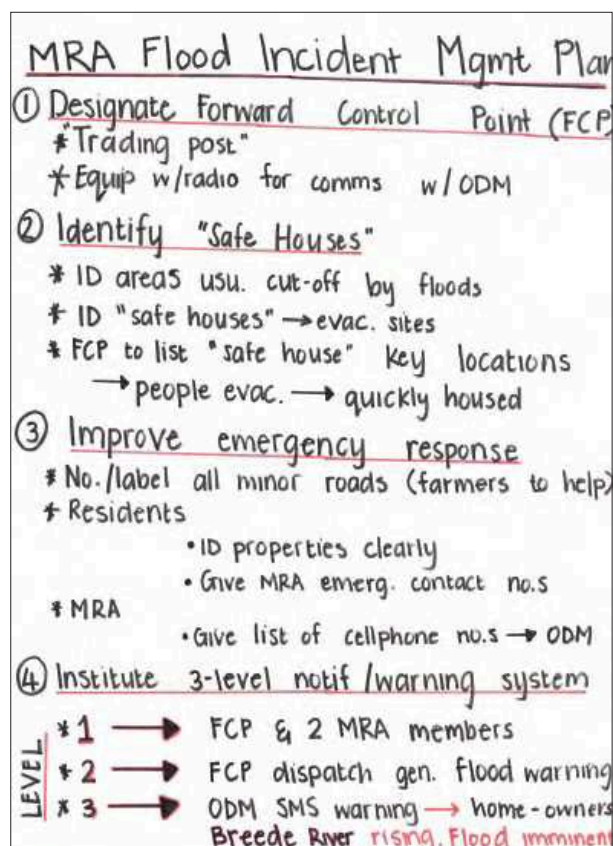 MRA Flood Incident Mgmt Plan
① Designate Forward Control Point (FCP)
* "Trading post"
* Equip w/radio for comms w/ODM
② Identify "Safe Houses"
* ID areas usu. cut-off by floods
* ID "safe houses" → evac. sites
* FCP to list "safe house" key locations
→ people evac. → quickly housed
③ Improve emergency response
* No./label all minor roads (farmers to help)
* Residents
• ID properties clearly
• Give MRA emerg. contact no.s
* MRA
• Give list of cellphone no.s → ODM
④ Institute 3-level notif/warning system
LEVEL
* 1 → FCP & 2 MRA members
* 2 → FCP dispatch gen. flood warning
* 3 → ODM SMS warning → home-owners
Breede River rising. Flood imminent